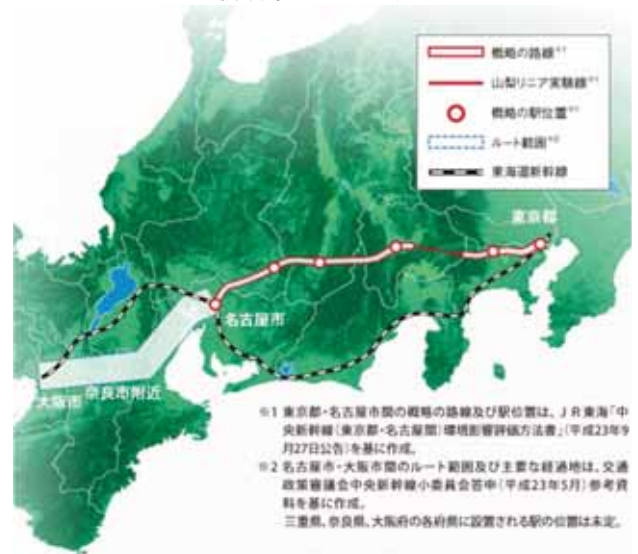 概略の路線※1
山梨リニア実験線※1
概略の駅位置※1
ルート範囲※2
東海道新幹線
東京都
名古屋市
大阪市
奈良市附近
※1 東京都・名古屋市間の概略の路線及び駅位置は、JR東海「中
央新幹線(東京都・名古屋間)環境影響評価方法書」(平成23年9
月27日公告)を基に作成。
※2 名古屋市・大阪市間のルート範囲及び主要な経過地は、交通
政策審議会中央新幹線小委員会答申(平成23年5月)参考資
料を基に作成。
三重県、奈良県、大阪府の各府県に設置される駅の位置は未定。